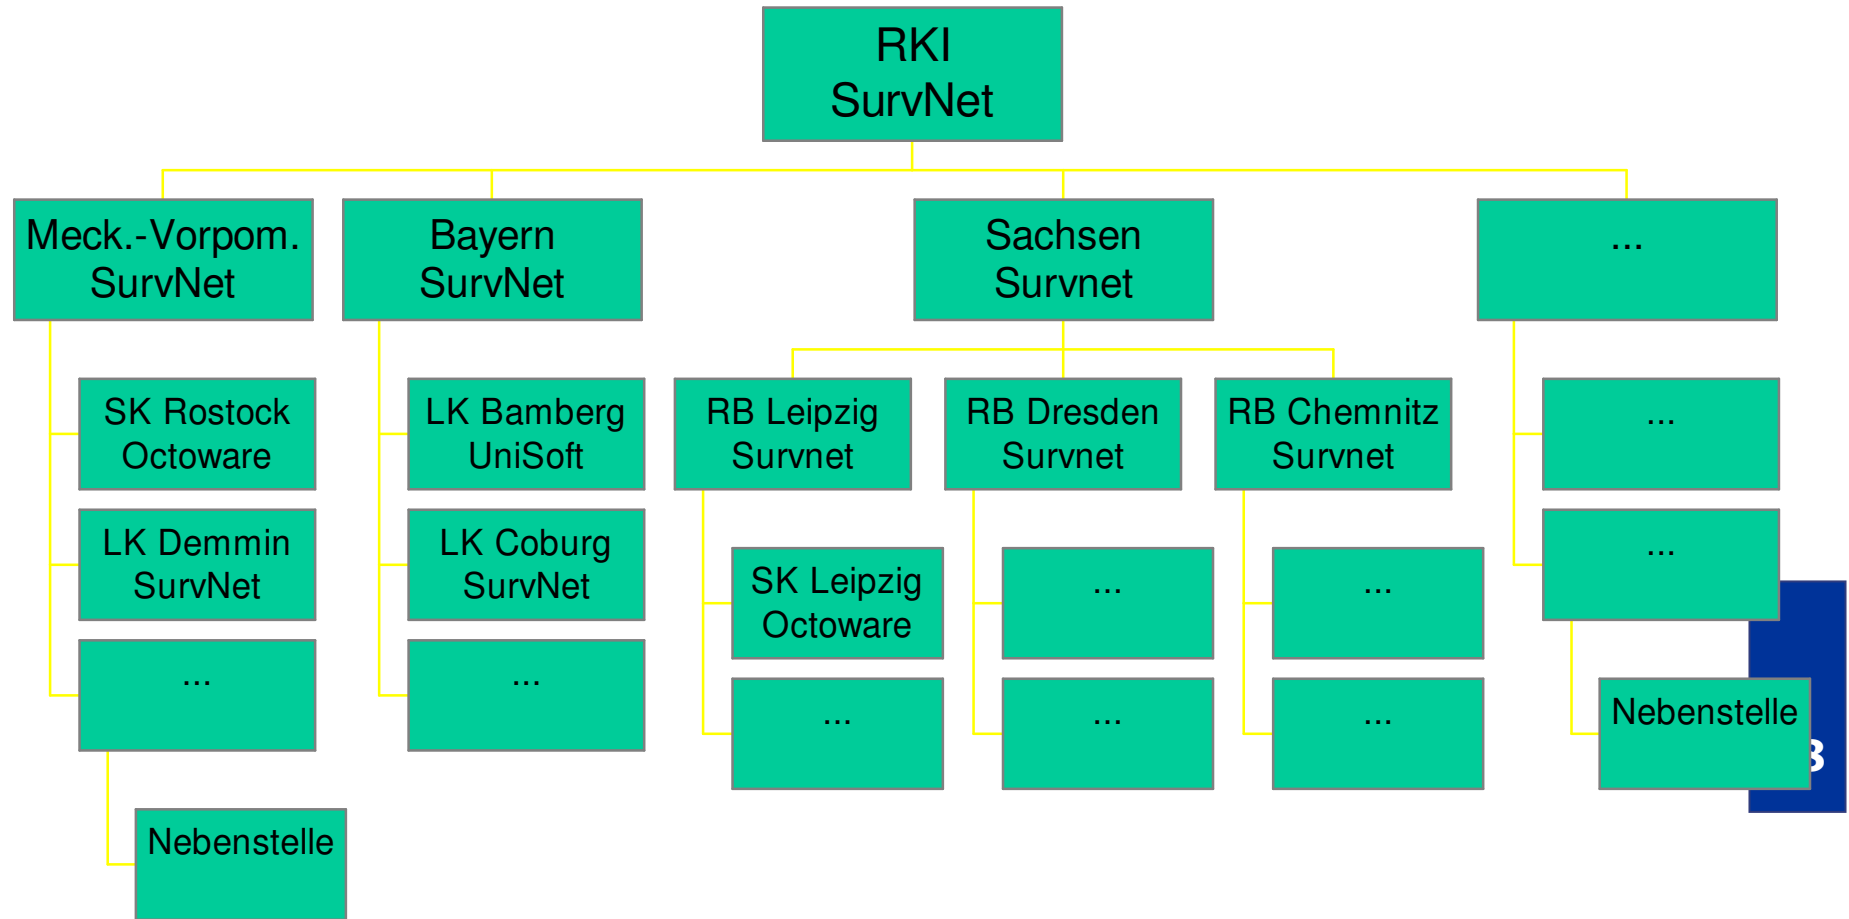 RKI
SurvNet
Meck.-Vorpom.
SurvNet
Bayern
SurvNet
Sachsen
Survnet
...
SK Rostock
Octoware
LK Demmin
SurvNet
...
Nebenstelle
LK Bamberg
UniSoft
LK Coburg
SurvNet
...
RB Leipzig
Survnet
SK Leipzig
Octoware
...
RB Dresden
Survnet
...
...
RB Chemnitz
Survnet
...
...
...
...
Nebenstelle